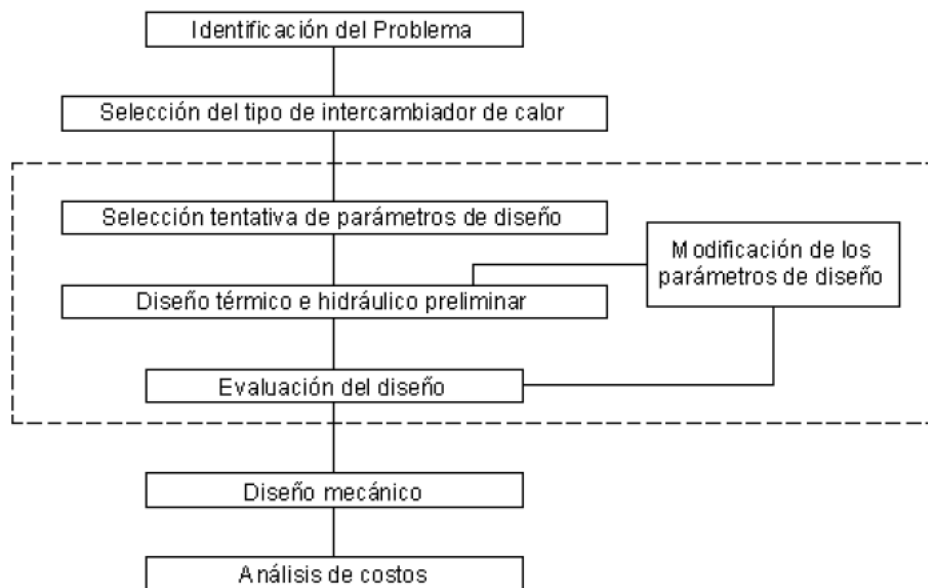 Identificación del Problema
Selección del tipo de intercambiador de calor
Selección tentativa de parámetros de diseño
Modificación de los
parámetros de diseño
Diseño térmico e hidráulico preliminar
Evaluación del diseño
Diseño mecánico
Análisis de costos